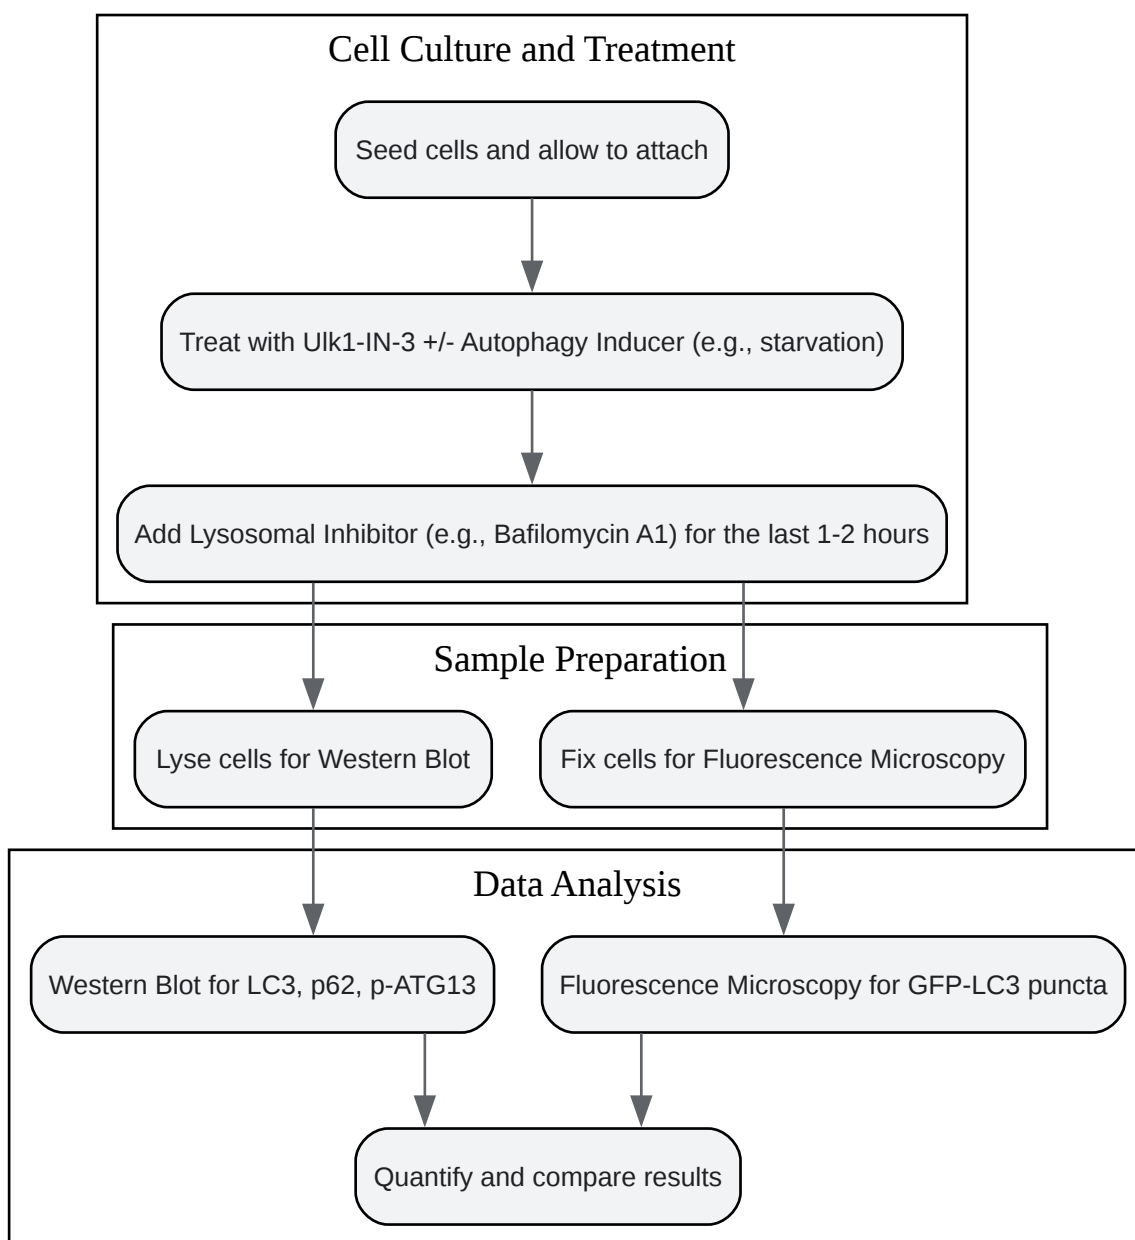 Cell Culture and Treatment
Seed cells and allow to attach
Treat with Ulk1-IN-3 +/- Autophagy Inducer (e.g., starvation)
Add Lysosomal Inhibitor (e.g., Bafilomycin A1) for the last 1-2 hours
Sample Preparation
Lyse cells for Western Blot
Fix cells for Fluorescence Microscopy
Data Analysis
Western Blot for LC3, p62, p-ATG13
Fluorescence Microscopy for GFP-LC3 puncta
Quantify and compare results